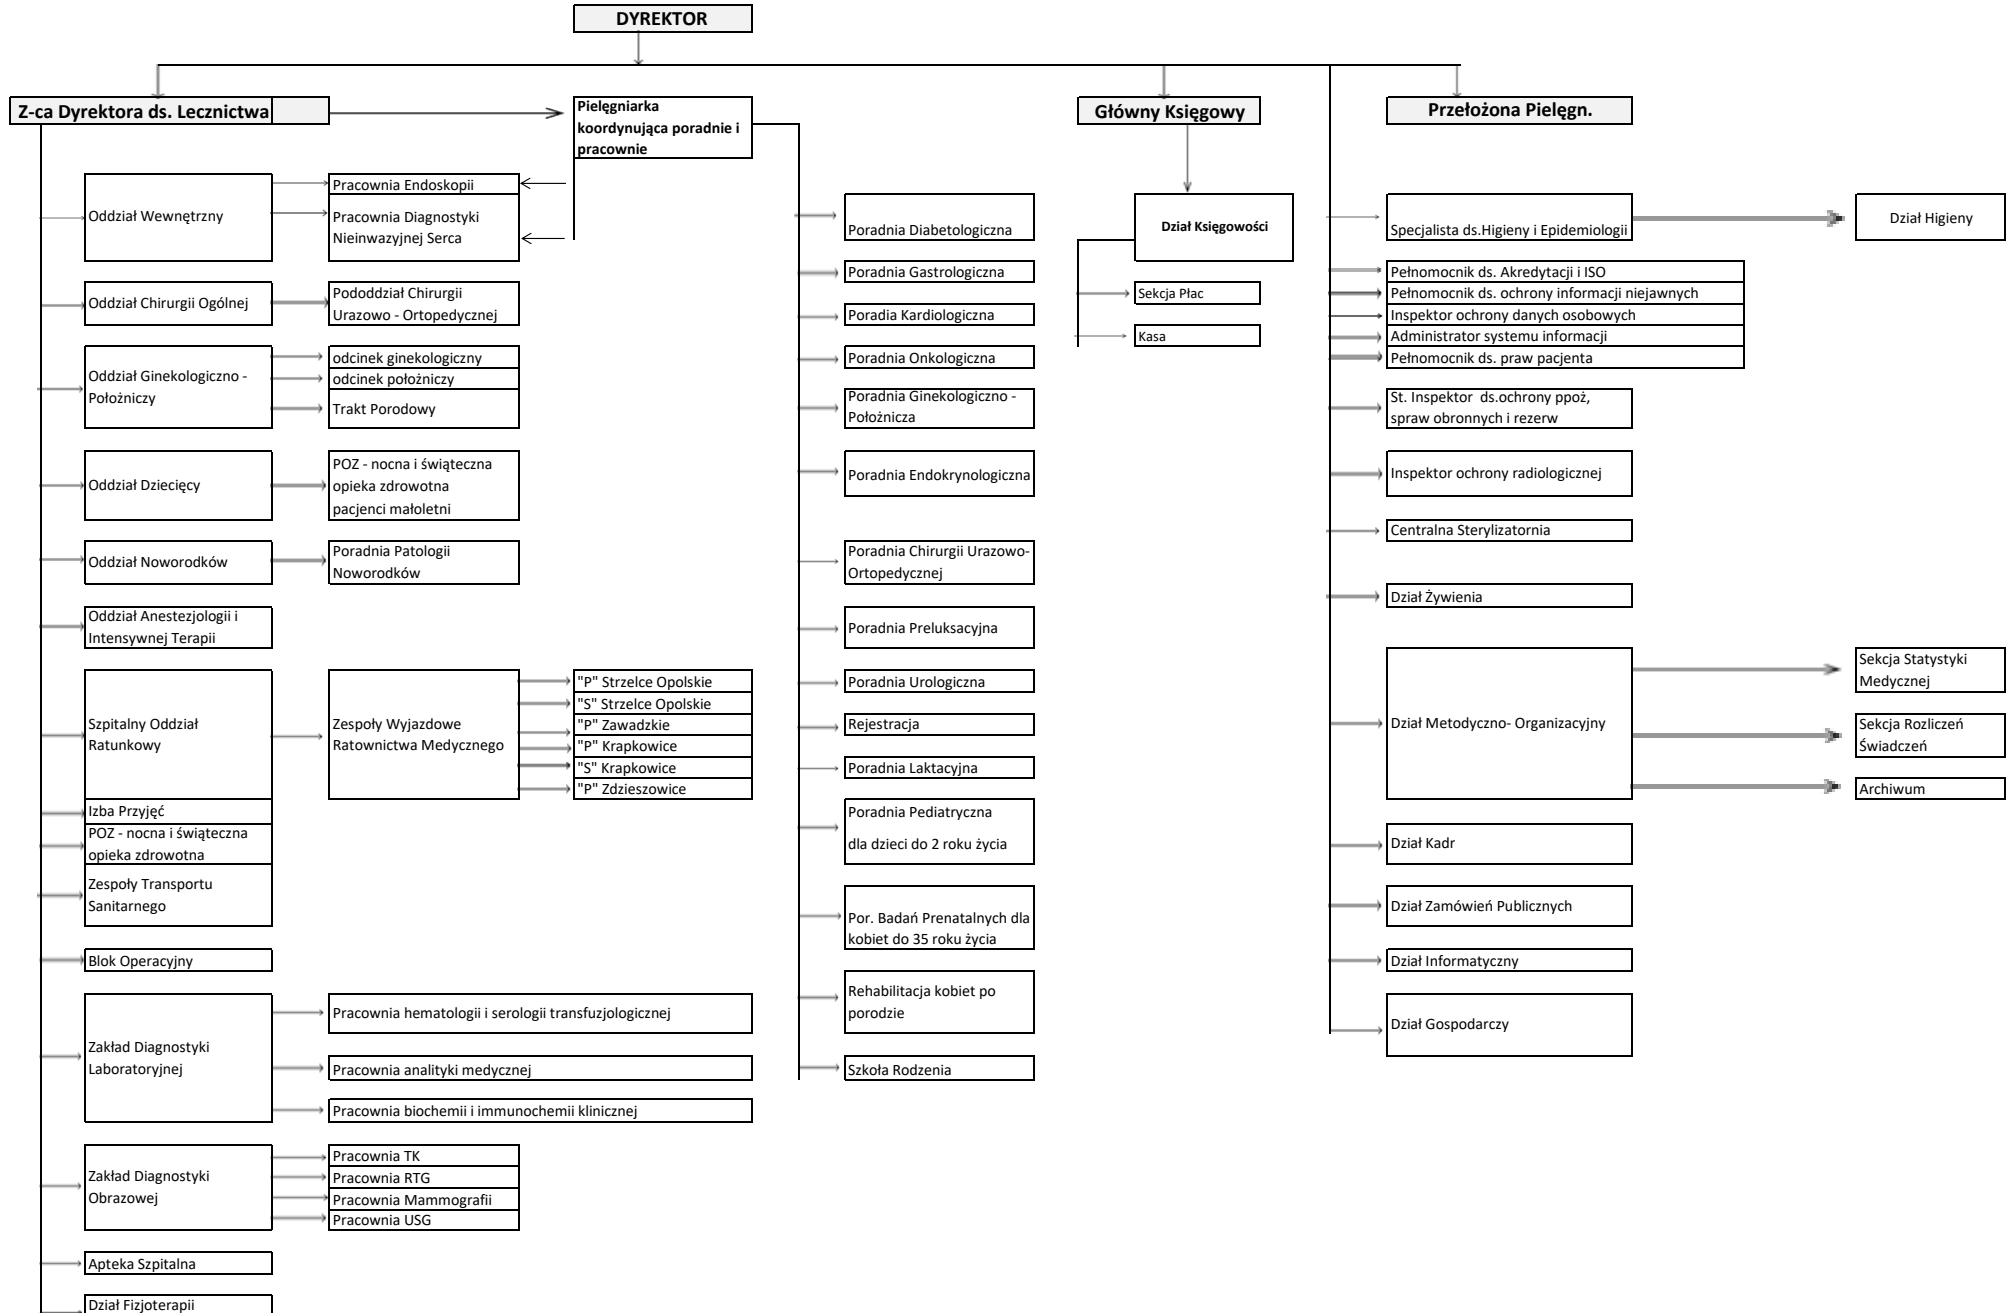 DYREKTOR
Z-ca Dyrektora ds. Lecznictwa
Pielęgniarka
koordynująca poradnie i
pracownie
Główny Księgowy
Przełożona Pielęgn.
Oddział Wewnętrzny
Pracownia Endoskopii
Pracownia Diagnostyki
Nieinwazyjnej Serca
Oddział Chirurgii Ogólnej
Pododdział Chirurgii
Urazowo - Ortopedycznej
Oddział Ginekologiczno -
Położniczy
odcinek ginekologiczny
odcinek położniczy
Trakt Porodowy
Oddział Dziecięcy
POZ - nocna i świąteczna
opieka zdrowotna
pacjenci małoletni
Oddział Noworodków
Poradnia Patologii
Noworodków
Oddział Anestezjologii i
Intensywnej Terapii
Szpitalny Oddział
Ratunkowy
Zespoły Wyjazdowe
Ratownictwa Medycznego
"P" Strzelce Opolskie
"S" Strzelce Opolskie
"P" Zawadzkie
"P" Krapkowice
"S" Krapkowice
"P" Zdzieszowice
Izba Przyjęć
POZ - nocna i świąteczna
opieka zdrowotna
Zespoły Transportu
Sanitarnego
Blok Operacyjny
Zakład Diagnostyki
Laboratoryjnej
Pracownia hematologii i serologii transfuzjologicznej
Pracownia analityki medycznej
Pracownia biochemii i immunochemii klinicznej
Zakład Diagnostyki
Obrazowej
Pracownia TK
Pracownia RTG
Pracownia Mammografii
Pracownia USG
Apteka Szpitalna
Dział Fizjoterapii
Poradnia Diabetologiczna
Poradnia Gastrologiczna
Poradia Kardiologiczna
Poradnia Onkologiczna
Poradnia Ginekologiczno -
Położnicza
Poradnia Endokrynologiczna
Poradnia Chirurgii Urazowo-
Ortopedycznej
Poradnia Preluksacyjna
Poradnia Urologiczna
Rejestracja
Poradnia Laktacyjna
Poradnia Pediatryczna
dla dzieci do 2 roku życia
Por. Badań Prenatalnych dla
kobiet do 35 roku życia
Rehabilitacja kobiet po
porodzie
Szkoła Rodzenia
Dział Księgowości
Sekcja Płac
Kasa
Specjalista ds.Higieny i Epidemiologii
Dział Higieny
Pełnomocnik ds. Akredytacji i ISO
Pełnomocnik ds. ochrony informacji niejawnych
Inspektor ochrony danych osobowych
Administrator systemu informacji
Pełnomocnik ds. praw pacjenta
St. Inspektor ds.ochrony ppoż,
spraw obronnych i rezerw
Inspektor ochrony radiologicznej
Centralna Sterylizatornia
Dział Żywienia
Dział Metodyczno- Organizacyjny
Sekcja Statystyki
Medycznej
Sekcja Rozliczeń
Świadczeń
Archiwum
Dział Kadr
Dział Zamówień Publicznych
Dział Informatyczny
Dział Gospodarczy